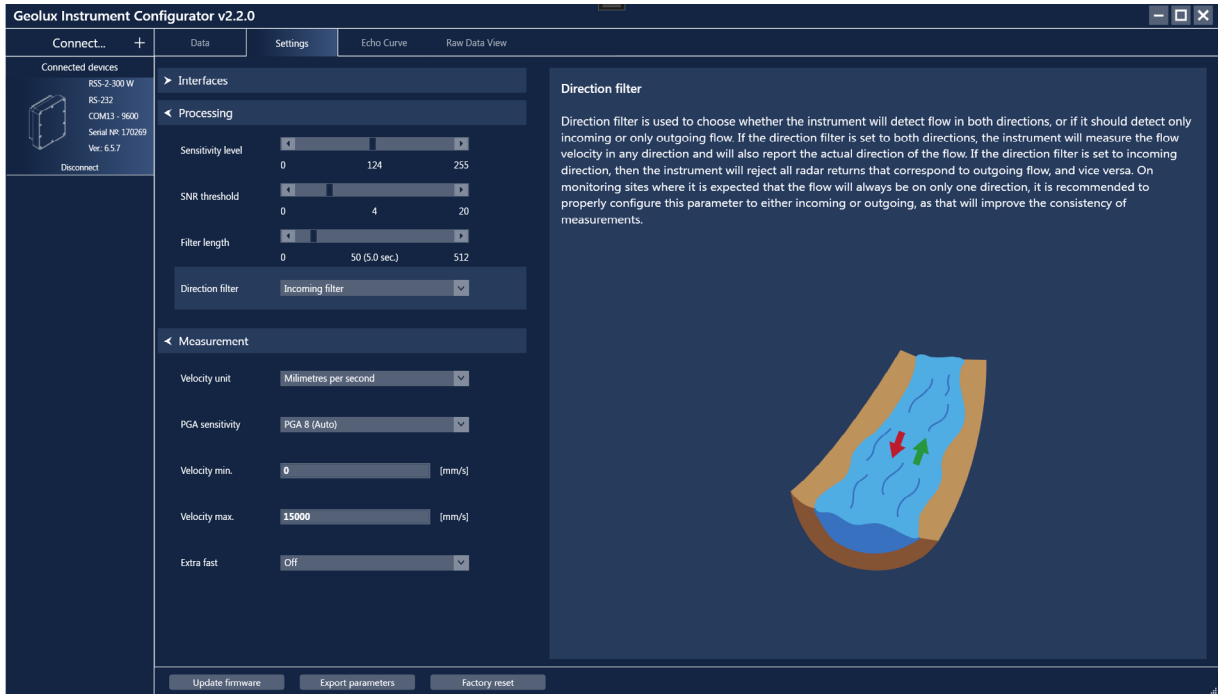 Geolux Instrument Configurator v2.2.0
Connect... +
Data
Settings
Echo Curve
Raw Data View
Connected devices
RSS-2-300 W
RS-232
COM13 - 9600
Serial Nº: 170269
Ver.: 6.5.7
Disconnect
Interfaces
Processing
Sensitivity level
0 124 255
SNR threshold
0 4 20
Filter length
0 50 (5.0 sec.) 512
Direction filter Incoming filter
Measurement
Velocity unit Milimetres per second
PGA sensitivity PGA 8 (Auto)
Velocity min. 0 [mm/s]
Velocity max. 15000 [mm/s]
Extra fast Off
Direction filter
Direction filter is used to choose whether the instrument will detect flow in both directions, or if it should detect only
incoming or only outgoing flow. If the direction filter is set to both directions, the instrument will measure the flow
velocity in any direction and will also report the actual direction of the flow. If the direction filter is set to incoming
direction, then the instrument will reject all radar returns that correspond to outgoing flow, and vice versa. On
monitoring sites where it is expected that the flow will always be on only one direction, it is recommended to
properly configure this parameter to either incoming or outgoing, as that will improve the consistency of
measurements.
Update firmware
Export parameters
Factory reset